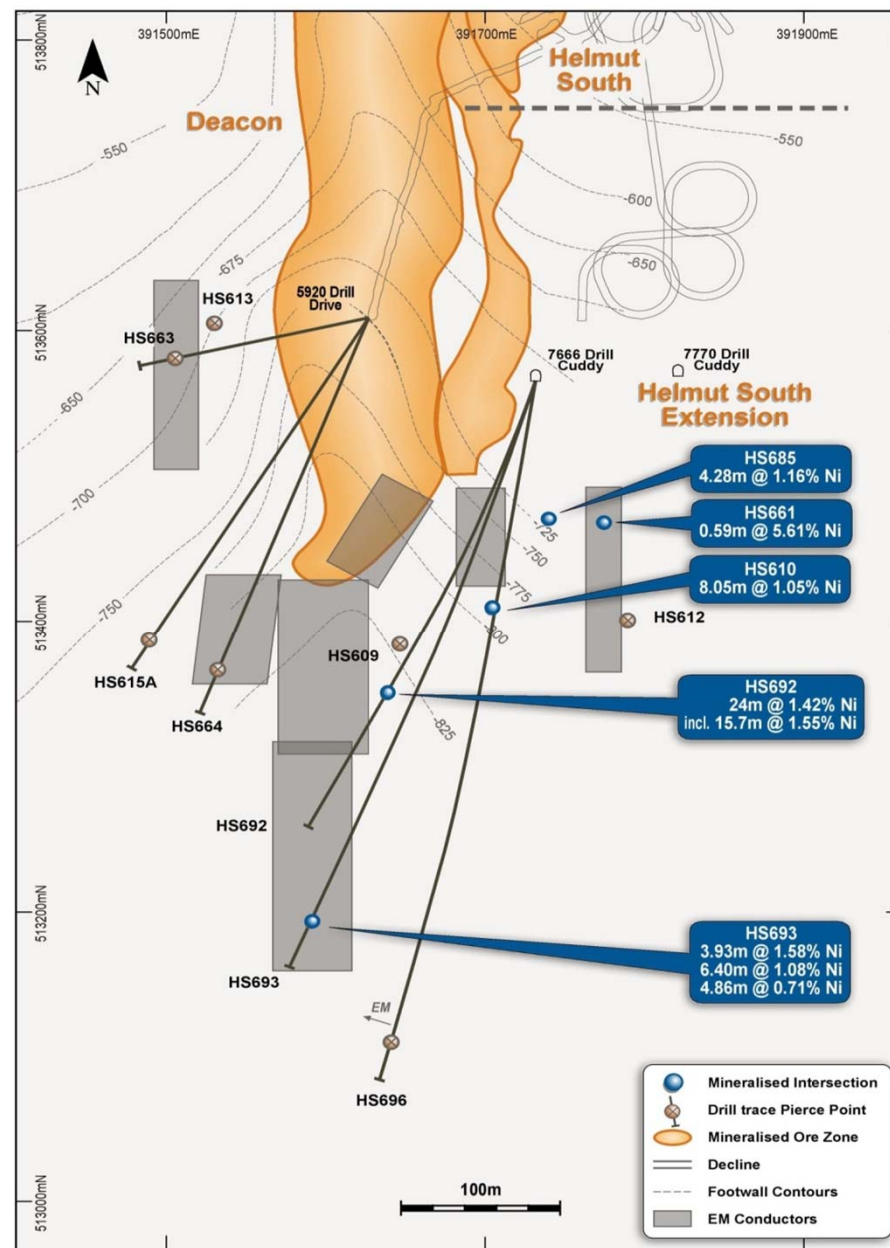 391500mE
391700mE
391900mE
513800mN
N
Helmut
South
Deacon
-550
-550
-600
-650
-675
513600mN
HS613
HS663
5920 Drill
Drive
7666 Drill
Cuddy
7770 Drill
Cuddy
-650
Helmut South
Extension
HS685
4.28m @ 1.16% Ni
-700
-725
HS661
0.59m @ 5.61% Ni
-750
-775
HS610
8.05m @ 1.05% Ni
-750
513400mN
-800
HS612
HS609
HS615A
HS664
HS692
24m @ 1.42% Ni
incl. 15.7m @ 1.55% Ni
-825
HS692
513200mN
HS693
HS693
3.93m @ 1.58% Ni
6.40m @ 1.08% Ni
4.86m @ 0.71% Ni
EM
HS696
513000mN
100m
Mineralised Intersection
Drill trace Pierce Point
Mineralised Ore Zone
Decline
Footwall Contours
EM Conductors